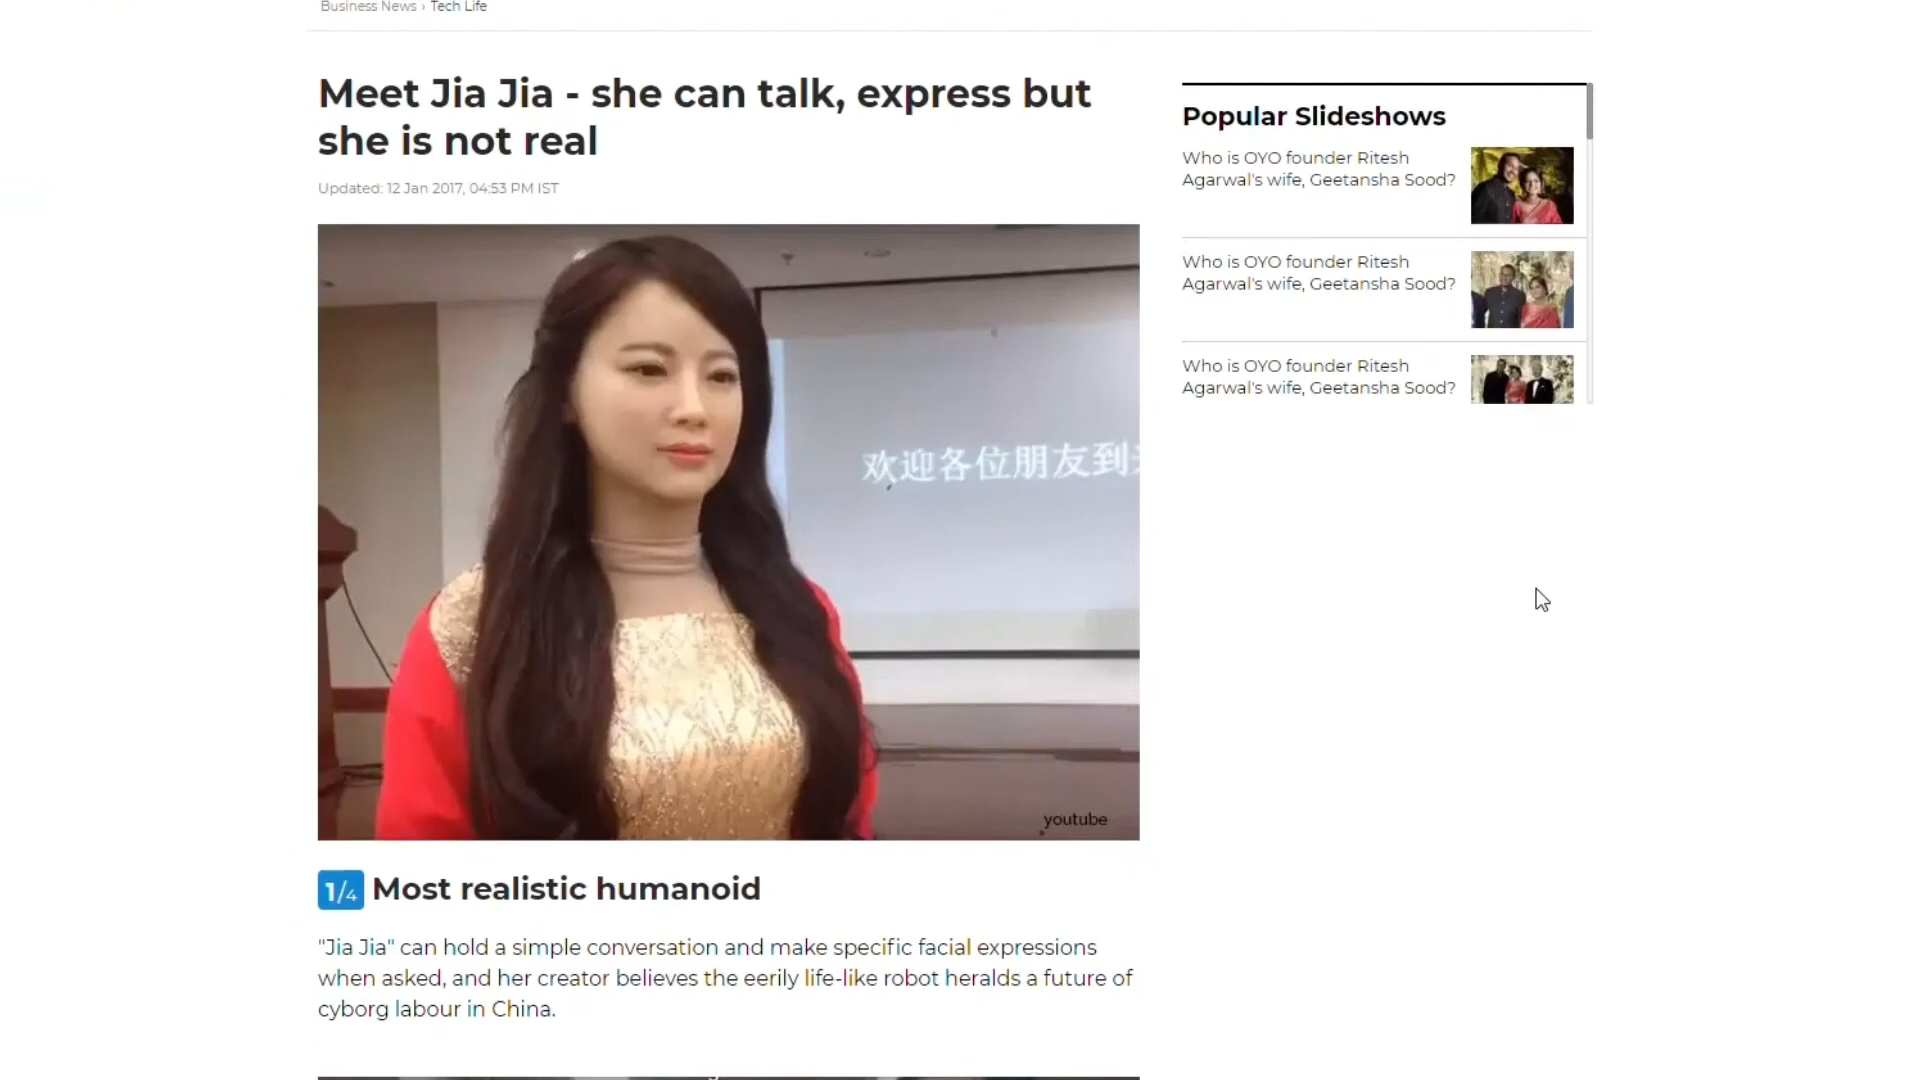 Business News › Tech Life
Meet Jia Jia - she can talk, express but
she is not real
Updated: 12 Jan 2017, 04:53 PM IST
欢迎各位朋友到
youtube
1/4 Most realistic humanoid
"Jia Jia" can hold a simple conversation and make specific facial expressions
when asked, and her creator believes the eerily life-like robot heralds a future of
cyborg labour in China.
Popular Slideshows
Who is OYO founder Ritesh
Agarwal's wife, Geetansha Sood?
Who is OYO founder Ritesh
Agarwal's wife, Geetansha Sood?
Who is OYO founder Ritesh
Agarwal's wife, Geetansha Sood?